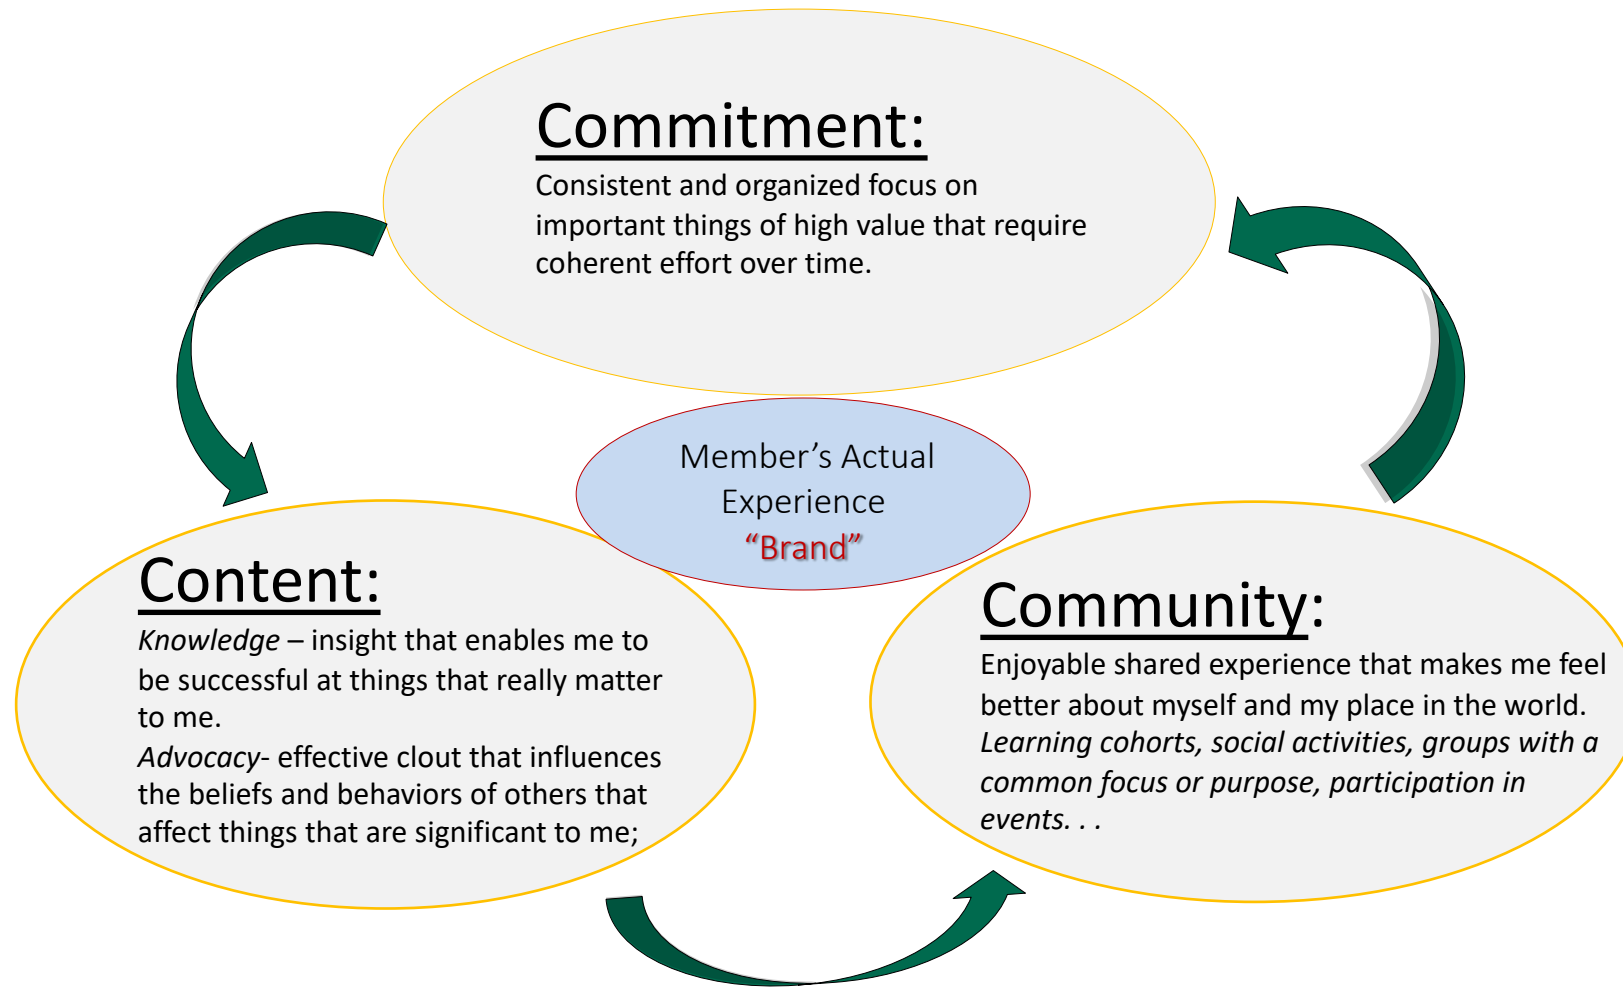 Commitment:
Consistent and organized focus on
important things of high value that require
coherent effort over time.
Member’s Actual
Experience
“Brand”
Content:
Knowledge – insight that enables me to
be successful at things that really matter
to me.
Advocacy- effective clout that influences
the beliefs and behaviors of others that
affect things that are significant to me;
Community:
Enjoyable shared experience that makes me feel
better about myself and my place in the world.
Learning cohorts, social activities, groups with a
common focus or purpose, participation in
events. . .